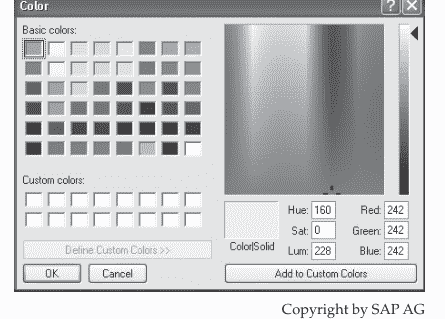 Color
Basic colors:
Custom colors:
Define Custom Colors >>
OK Cancel
Color|Solid
Hue: 160 Red: 242
Sat: 0 Green: 242
Lum: 228 Blue: 242
Add to Custom Colors
Copyright by SAP AG